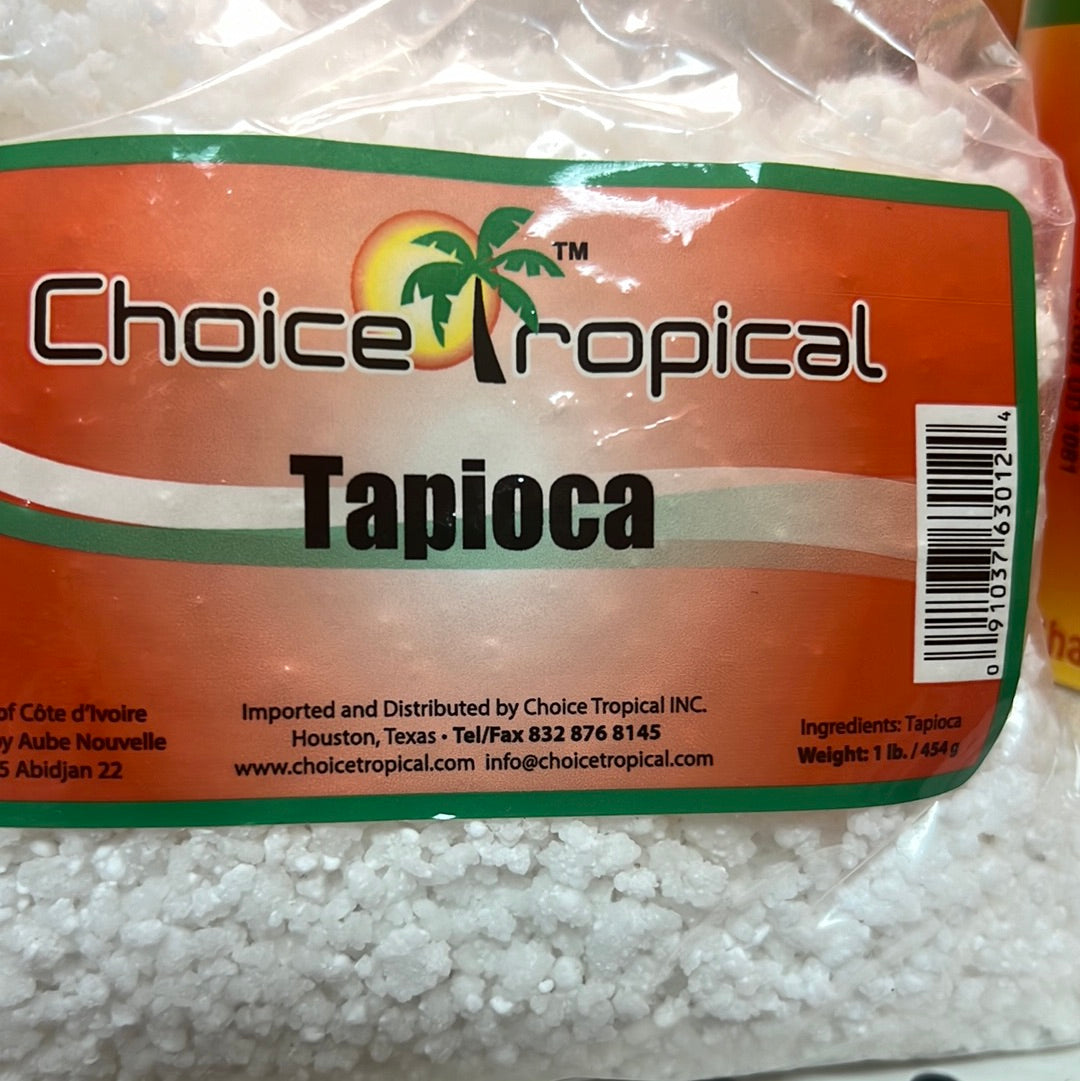 Choice Tropical™
Tapioca
of Côte d'Ivoire
by Aube Nouvelle
5 Abidjan 22
Imported and Distributed by Choice Tropical INC.
Houston, Texas • Tel/Fax 832 876 8145
www.choicetropical.com info@choicetropical.com
Ingredients: Tapioca
Weight: 1 lb. / 454 g
0 91037 63012 4